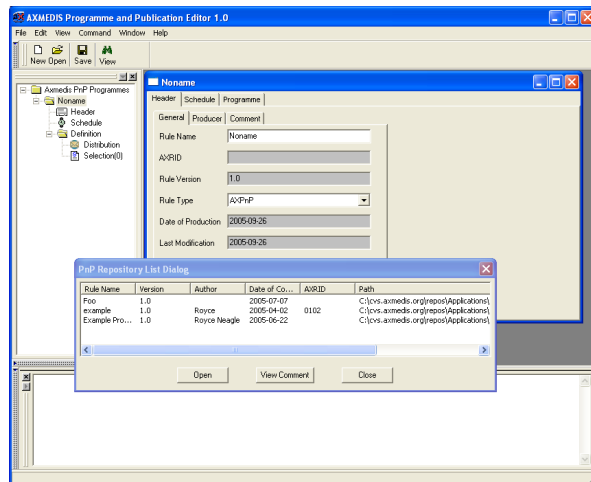 AXMEDIS Programme and Publication Editor 1.0
File Edit View Command Window Help
New Open Save View
Axmedis PnP Programmes
Noname
Header
Schedule
Definition
Distribution
Selection(0)
Noname
Header Schedule Programme
General Producer Comment
Rule Name Noname
AXRID
Rule Version 1.0
Rule Type AXPnP
Date of Production 2005-09-26
Last Modification 2005-09-26
PnP Repository List Dialog
Rule Name Version Author Date of Co... AXRID Path
Foo 1.0 2005-07-07 C:\cvs.axmedis.org\repos\Applications\
example 1.0 Royce 2005-04-02 0102 C:\cvs.axmedis.org\repos\Applications\
Example Pro... 1.0 Royce Neagle 2005-06-22 C:\cvs.axmedis.org\repos\Applications\
Open View Comment Close